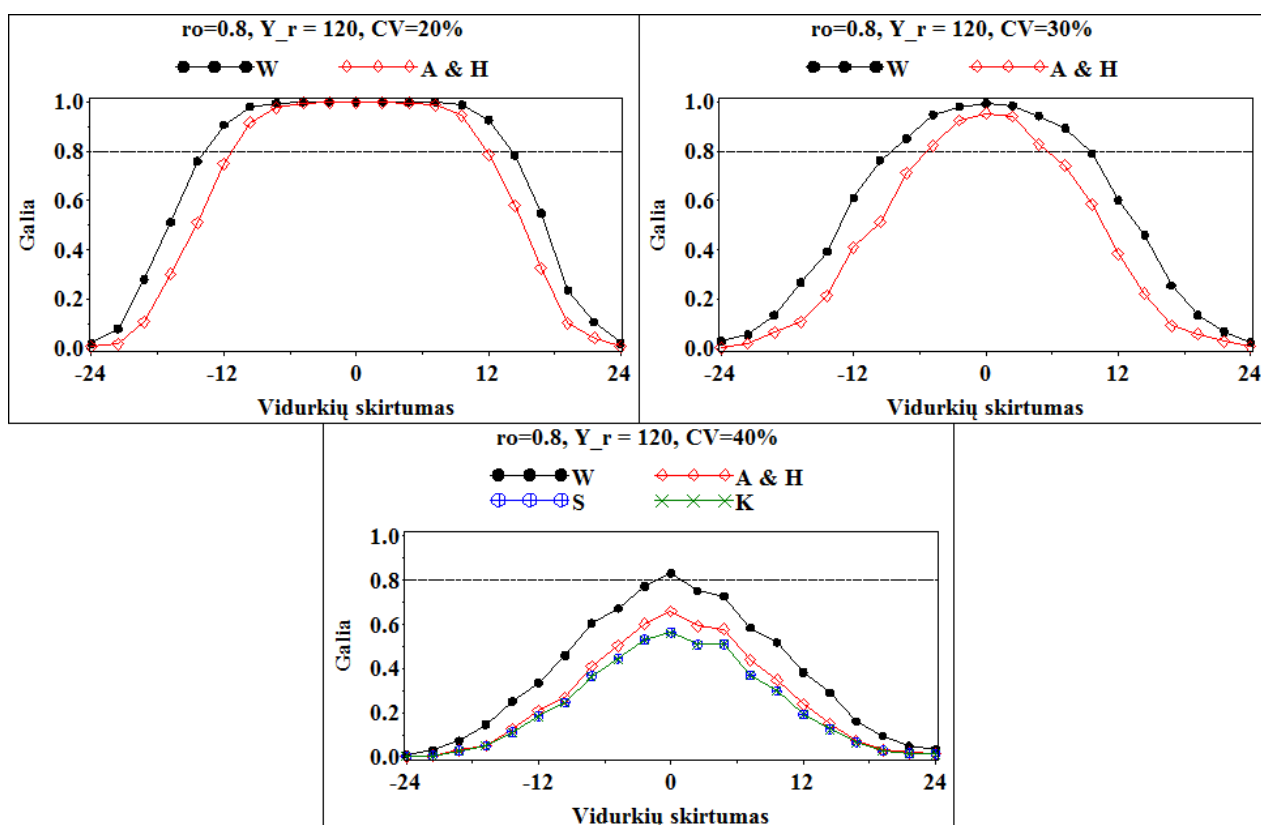 ro=0.8, Y_r = 120, CV=20%
W A & H
1.0
0.8
0.6
0.4
0.2
0.0
Galia
-24 -12 0 12 24
Vidurkių skirtumas
ro=0.8, Y_r = 120, CV=30%
W A & H
1.0
0.8
0.6
0.4
0.2
0.0
Galia
-24 -12 0 12 24
Vidurkių skirtumas
ro=0.8, Y_r = 120, CV=40%
W A & H
S K
1.0
0.8
0.6
0.4
0.2
0.0
Galia
-24 -12 0 12 24
Vidurkių skirtumas